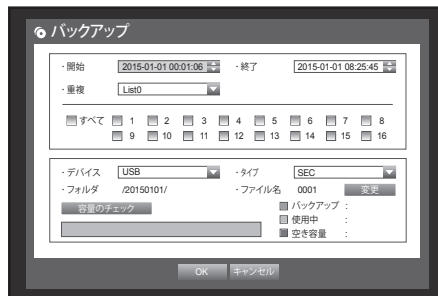 バックアップ
・開始 2015-01-01 00:01:06 ・終了 2015-01-01 08:25:45
・重複 List0
すべて 1 2 3 4 5 6 7 8
9 10 11 12 13 14 15 16
・デバイス USB ・タイプ SEC
・フォルダ /20150101/ ・ファイル名 0001 変更
容量のチェック バックアップ :
使用中 :
空き容量 :
OK キャンセル